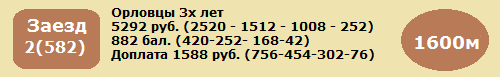 Заезд
2(582)
Орловцы 3х лет
5292 руб. (2520 - 1512 - 1008 - 252)
882 бал. (420-252- 168-42)
Доплата 1588 руб. (756-454-302-76)
1600м